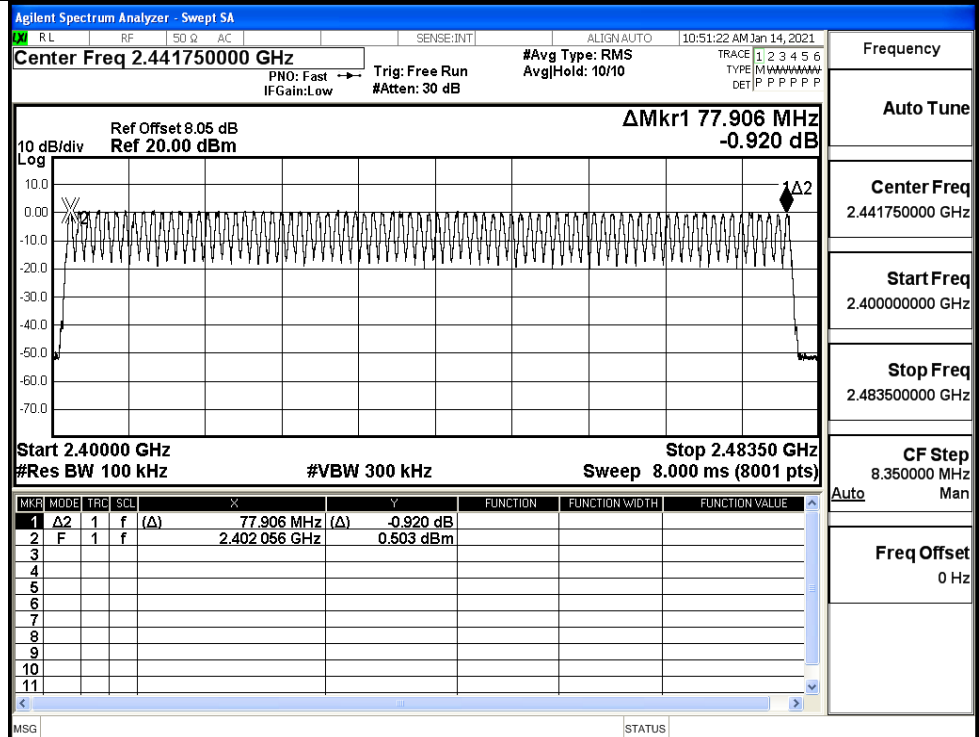 Agilent Spectrum Analyzer - Swept SA
LXI RL RF 50 Ω AC SENSE:INT ALIGN AUTO 10:51:22 AM Jan 14, 2021
Center Freq 2.441750000 GHz
PNO: Fast
IFGain:Low
Trig: Free Run
#Atten: 30 dB
#Avg Type: RMS
Avg|Hold: 10/10
TRACE 1 2 3 4 5 6
TYPE M WWWWW
DET P P P P P P
Frequency
Auto Tune
Center Freq
2.441750000 GHz
Start Freq
2.400000000 GHz
Stop Freq
2.483500000 GHz
CF Step
8.350000 MHz
Auto Man
Freq Offset
0 Hz
ΔMkr1 77.906 MHz
-0.920 dB
Ref Offset 8.05 dB
10 dB/div Ref 20.00 dBm
Log
10.0
0.00
-10.0
-20.0
-30.0
-40.0
-50.0
-60.0
-70.0
2
1Δ2
Start 2.40000 GHz Stop 2.48350 GHz
#Res BW 100 kHz #VBW 300 kHz Sweep 8.000 ms (8001 pts)
MKR MODE TRC SCL X Y FUNCTION FUNCTION WIDTH FUNCTION VALUE
1 Δ2 1 f (Δ) 77.906 MHz (Δ) -0.920 dB
2 F 1 f 2.402 056 GHz 0.503 dBm
3
4
5
6
7
8
9
10
11
MSG STATUS